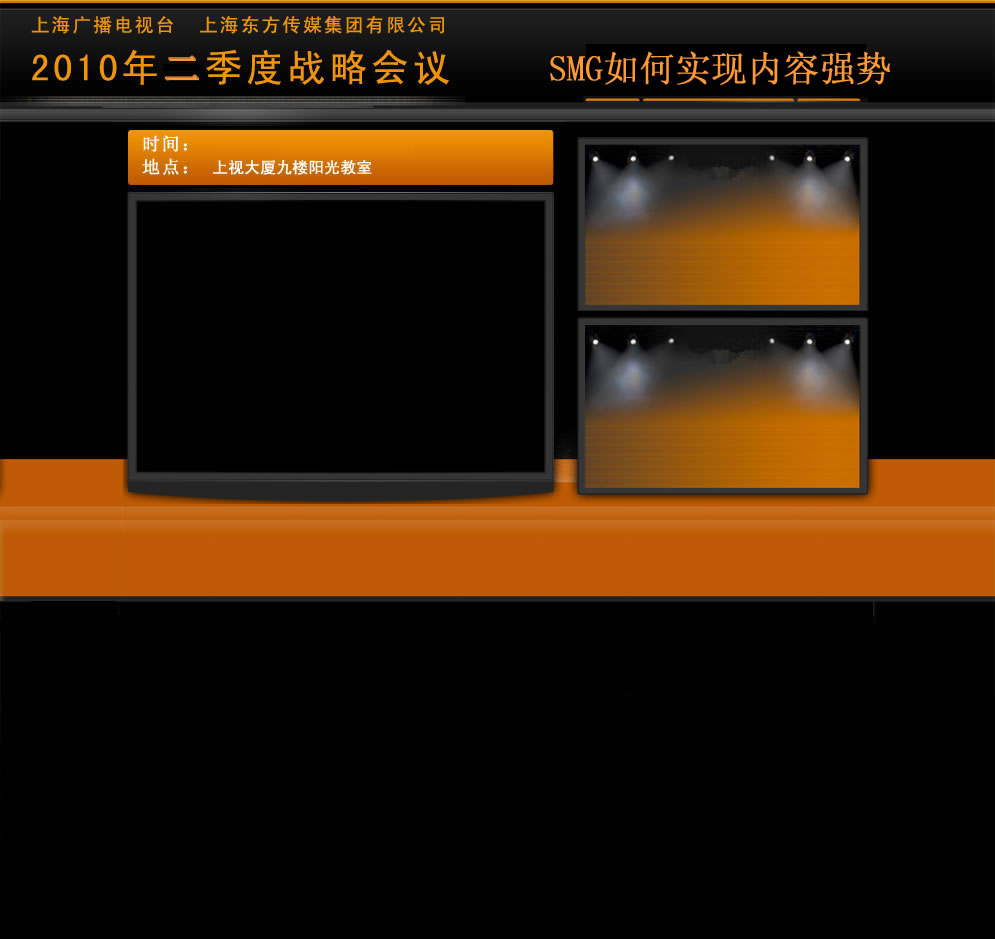 上海广播电视台 上海东方传媒集团有限公司
2010年二季度战略会议
SMG如何实现内容强势
时间：
地点： 上视大厦九楼阳光教室